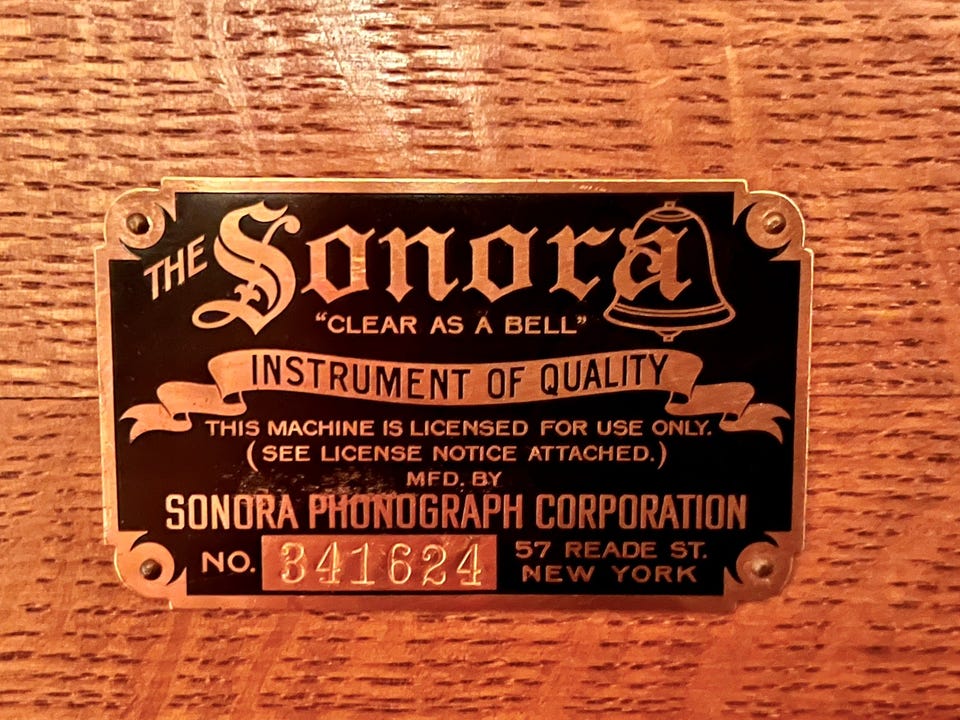 THE Sonora
"CLEAR AS A BELL"
INSTRUMENT OF QUALITY
THIS MACHINE IS LICENSED FOR USE ONLY.
(SEE LICENSE NOTICE ATTACHED.)
MFD. BY
SONORA PHONOGRAPH CORPORATION
NO. 341624
57 READE ST.
NEW YORK